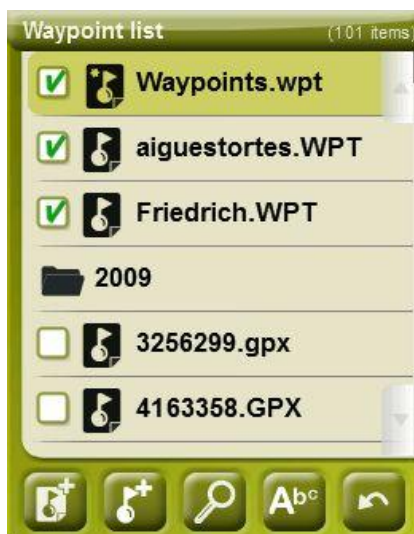 Waypoint list (101 items)
Waypoints.wpt
aiguestortes.WPT
Friedrich.WPT
2009
3256299.gpx
4163358.GPX
Abc